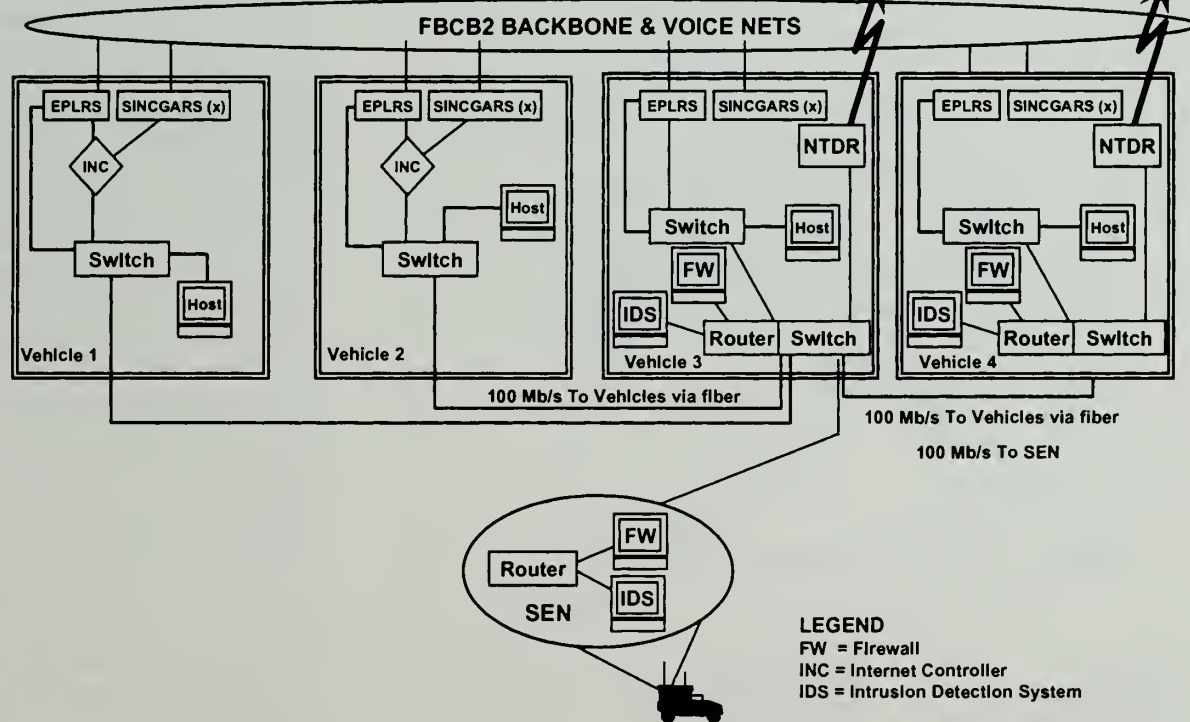 FBCB2 BACKBONE & VOICE NETS
EPLRS
SINCGARS (x)
INC
Switch
Host
Vehicle 1
EPLRS
SINCGARS (x)
INC
Host
Switch
Vehicle 2
EPLRS
SINCGARS (x)
NTDR
Switch
Host
FW
IDS
Router
Switch
Vehicle 3
EPLRS
SINCGARS (x)
NTDR
Switch
Host
FW
IDS
Router
Switch
Vehicle 4
100 Mb/s To Vehicles via fiber
100 Mb/s To Vehicles via fiber
100 Mb/s To SEN
FW
Router
IDS
SEN
LEGEND
FW = Firewall
INC = Internet Controller
IDS = Intrusion Detection System